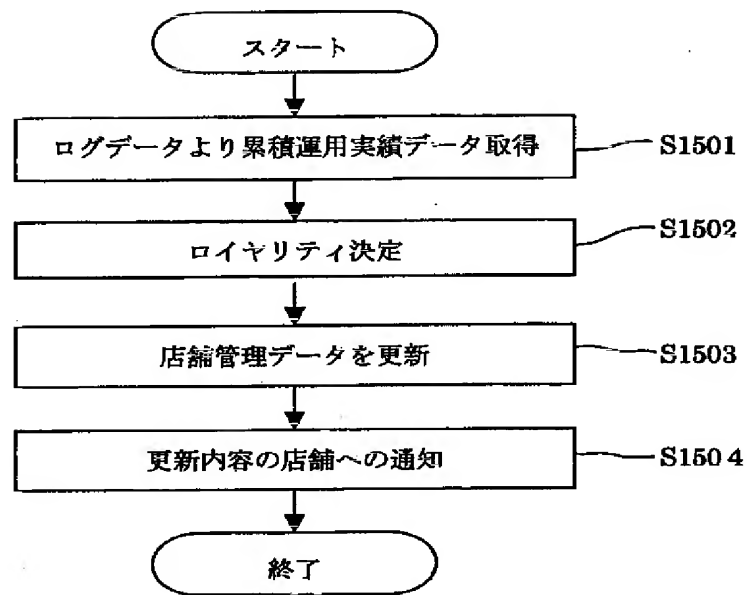 スタート
ログデータより累積運用実績データ取得
S1501
ロイヤリティ決定
S1502
店舗管理データを更新
S1503
更新内容の店舗への通知
S1504
終了